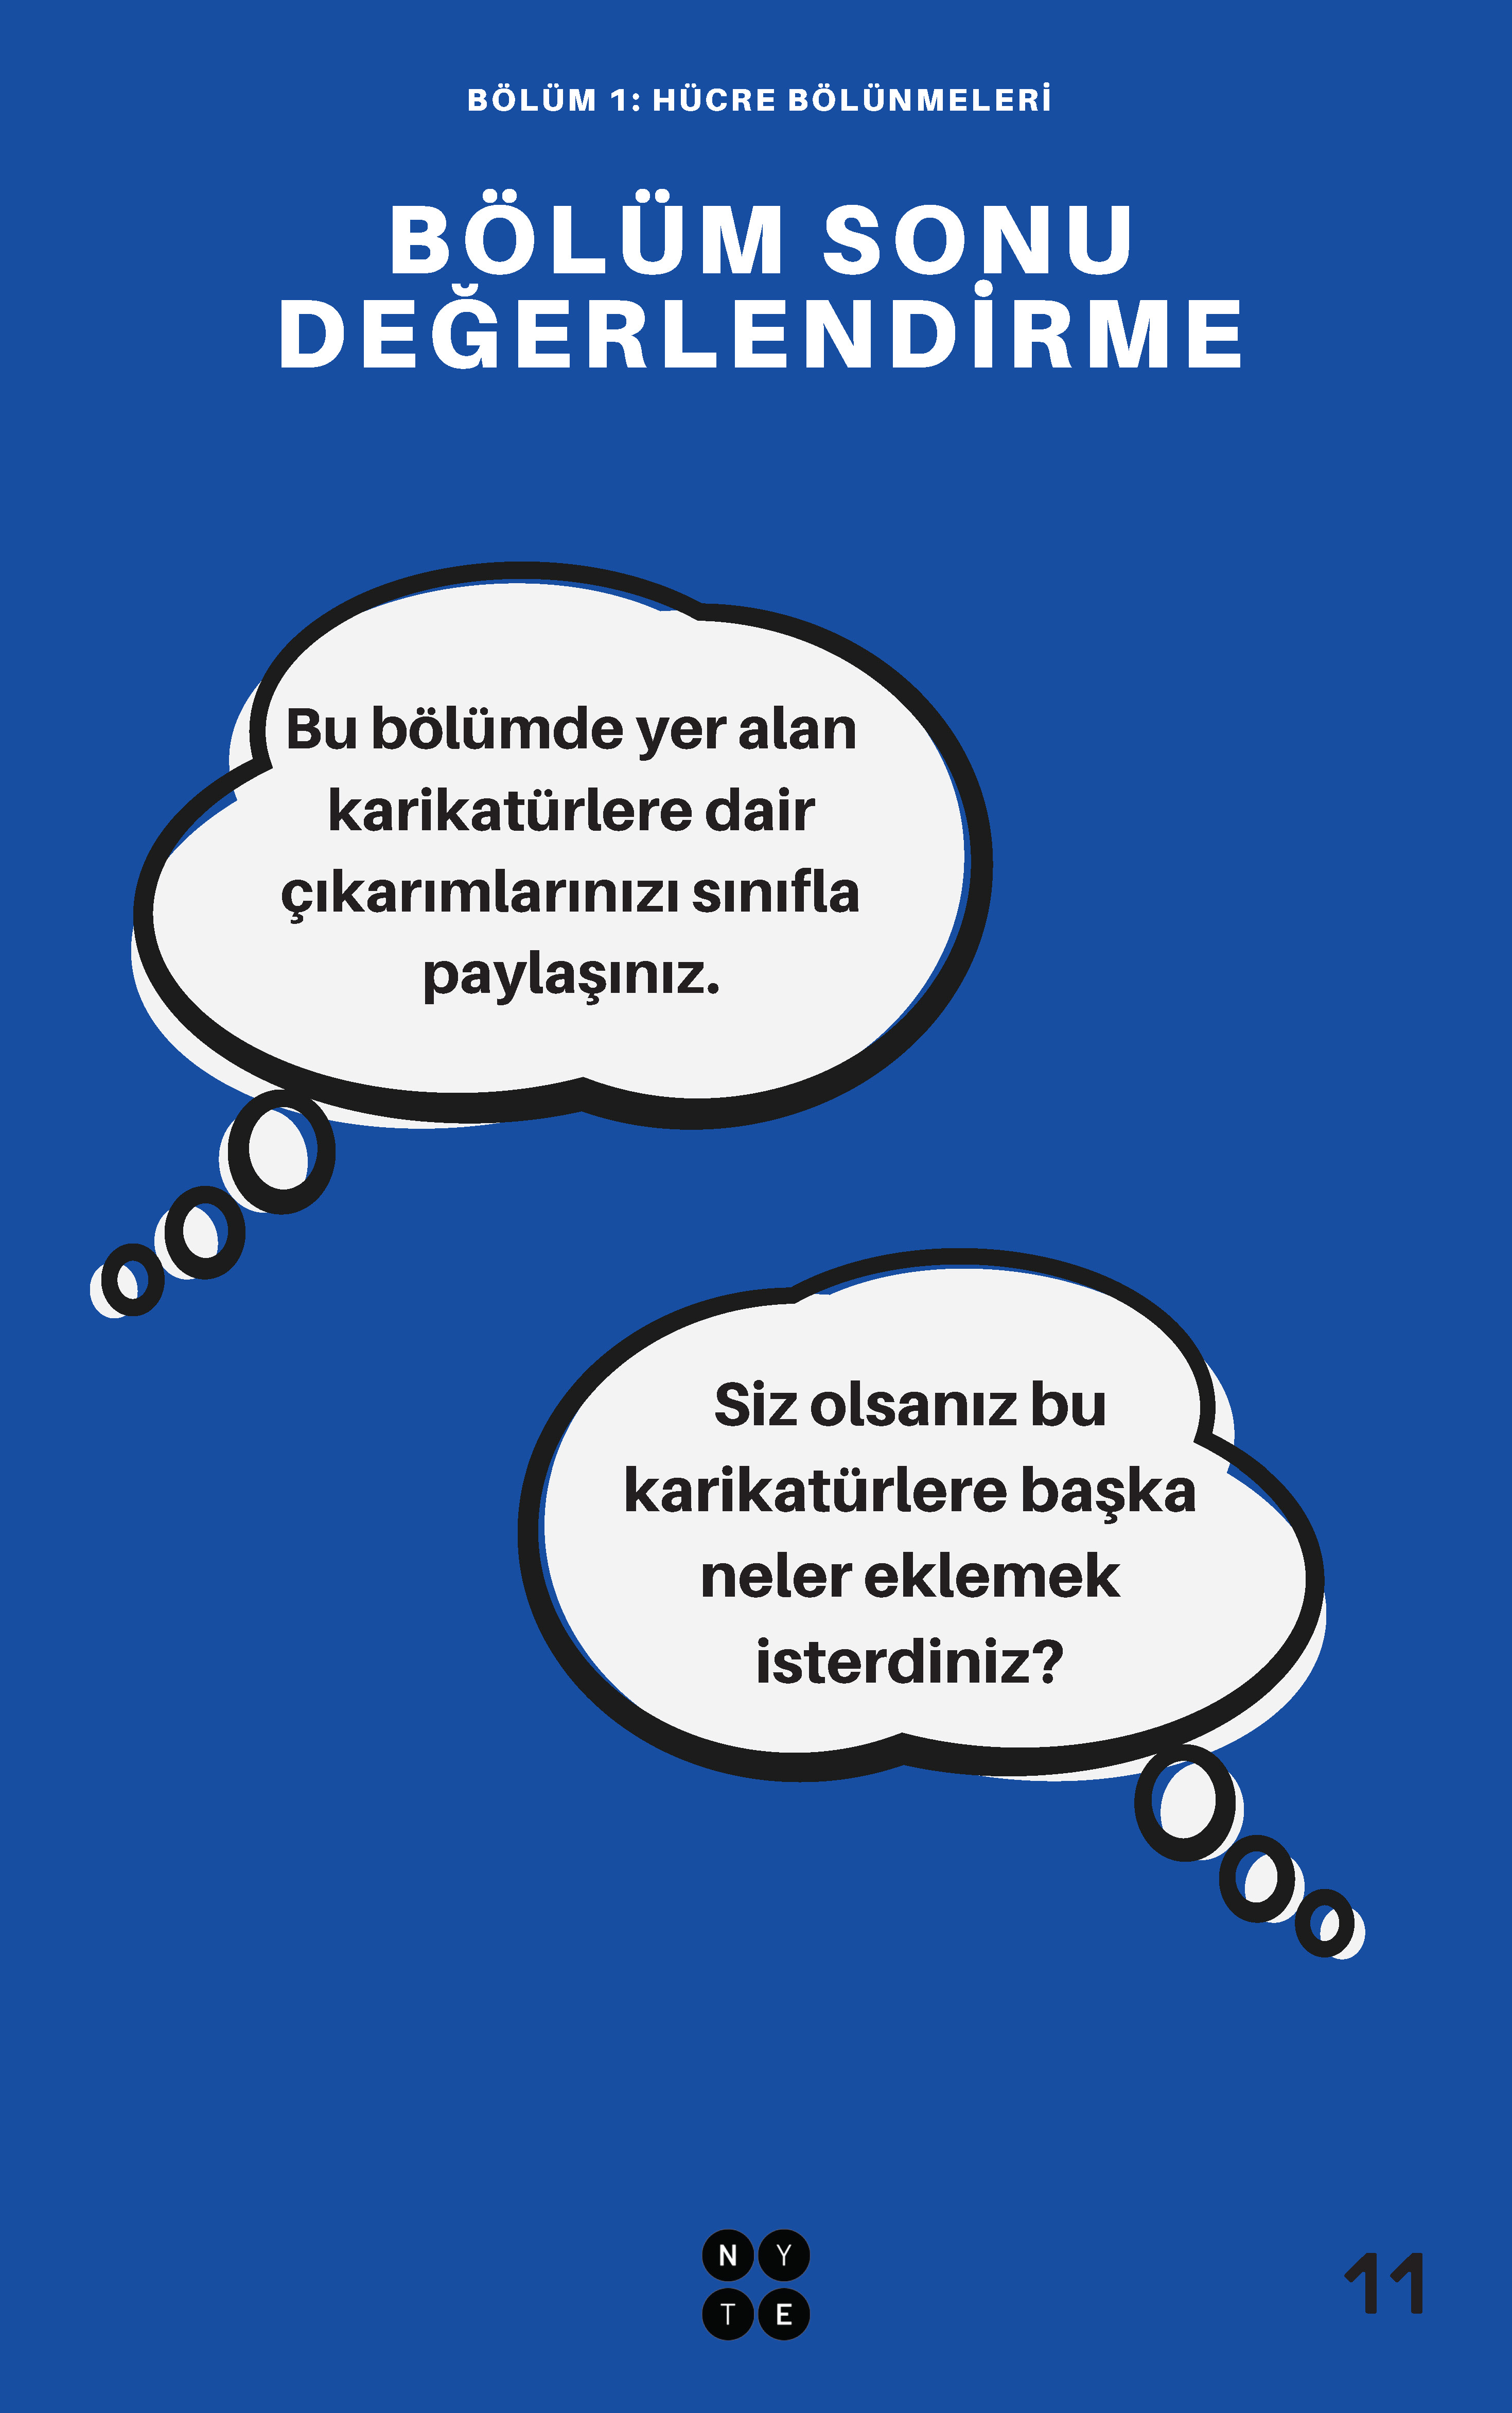 BÖLÜM 1: HÜCRE BÖLÜNMELERİ
BÖLÜM SONU
DEĞERLENDİRME
Bu bölümde yer alan
karikatürlere dair
çıkarımlarınızı sınıfla
paylaşınız.
Siz olsanız bu
karikatürlere başka
neler eklemek
isterdiniz?
N Y
T E
11